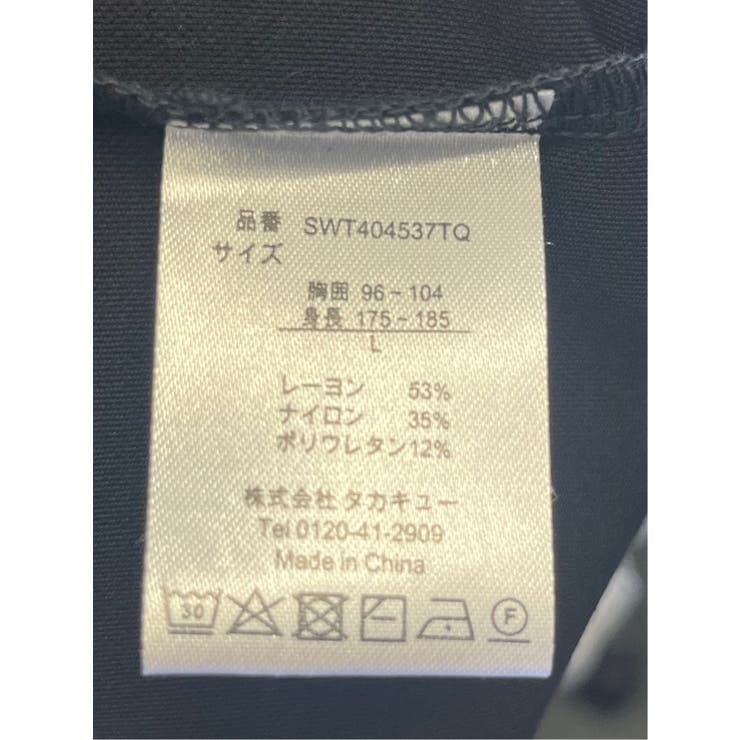 品番 SWT404537TQ
サイズ
胸囲 96-104
身長 175-185
L
レーヨン 53%
ナイロン 35%
ポリウレタン12%
株式会社 タカキュー
Tel 0120-41-2909
Made in China
30
F